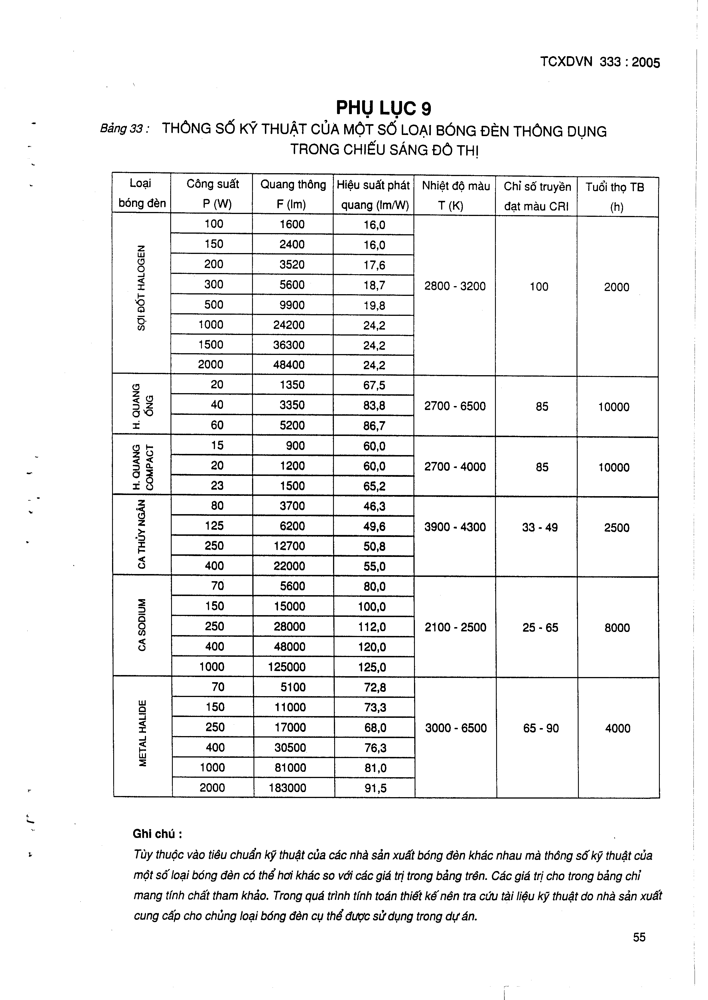 TCXDVN 333 : 2005
PHỤ LỤC 9
Bảng 33 : THÔNG SỐ KỸ THUẬT CỦA MỘT SỐ LOẠI BÓNG ĐÈN THÔNG DỤNG
TRONG CHIẾU SÁNG ĐÔ THỊ
Loại Công suất Quang thông Hiệu suất phát Nhiệt độ màu Chỉ số truyền Tuổi thọ TB
bóng đèn P (W) F (lm) quang (lm/W) T (K) đạt màu CRI (h)
SỢI ĐỐT HALOGEN
100 1600 16,0
150 2400 16,0
200 3520 17,6
300 5600 18,7 2800 - 3200 100 2000
500 9900 19,8
1000 24200 24,2
1500 36300 24,2
2000 48400 24,2
H. QUANG
ỐNG
20 1350 67,5
40 3350 83,8 2700 - 6500 85 10000
60 5200 86,7
H. QUANG
COMPACT
15 900 60,0
20 1200 60,0 2700 - 4000 85 10000
23 1500 65,2
CA THỦY NGÂN
80 3700 46,3
125 6200 49,6 3900 - 4300 33 - 49 2500
250 12700 50,8
400 22000 55,0
CA SODIUM
70 5600 80,0
150 15000 100,0
250 28000 112,0 2100 - 2500 25 - 65 8000
400 48000 120,0
1000 125000 125,0
METAL HALIDE
70 5100 72,8
150 11000 73,3
250 17000 68,0 3000 - 6500 65 - 90 4000
400 30500 76,3
1000 81000 81,0
2000 183000 91,5
Ghi chú :
Tùy thuộc vào tiêu chuẩn kỹ thuật của các nhà sản xuất bóng đèn khác nhau mà thông số kỹ thuật của
một số loại bóng đèn có thể hơi khác so với các giá trị trong bảng trên. Các giá trị cho trong bảng chỉ
mang tính chất tham khảo. Trong quá trình tính toán thiết kế nên tra cứu tài liệu kỹ thuật do nhà sản xuất
cung cấp cho chủng loại bóng đèn cụ thể được sử dụng trong dự án.
55